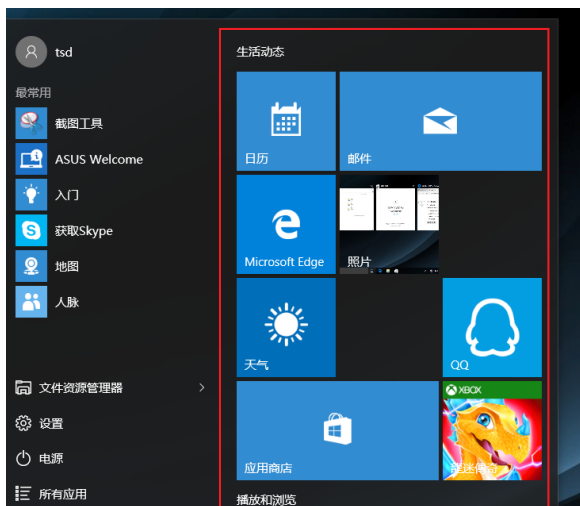 tsd
最常用
截图工具
ASUS Welcome
入门
获取Skype
地图
人脉
文件资源管理器
设置
电源
所有应用
生活动态
日历
邮件
Microsoft Edge
照片
天气
QQ
应用商店
XBOX
播放和浏览